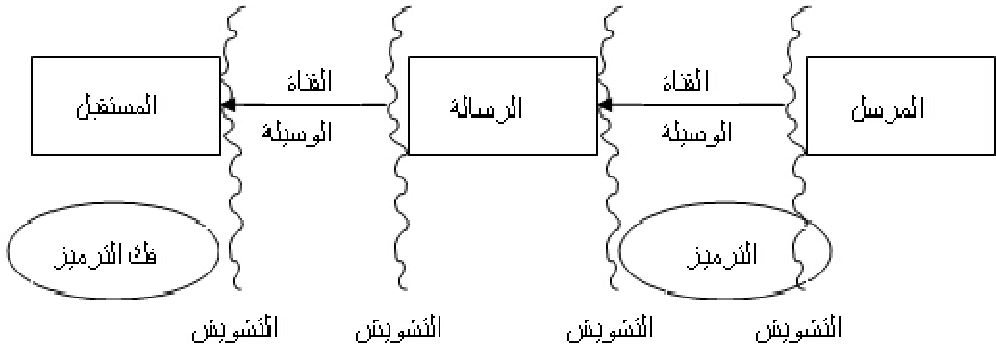 القناة
القناة
المرسل
الرسالة
المستقبل
الوسيلة
الوسيلة
الترميز
فك الترميز
التشويش
التشويش
التشويش
التشويش